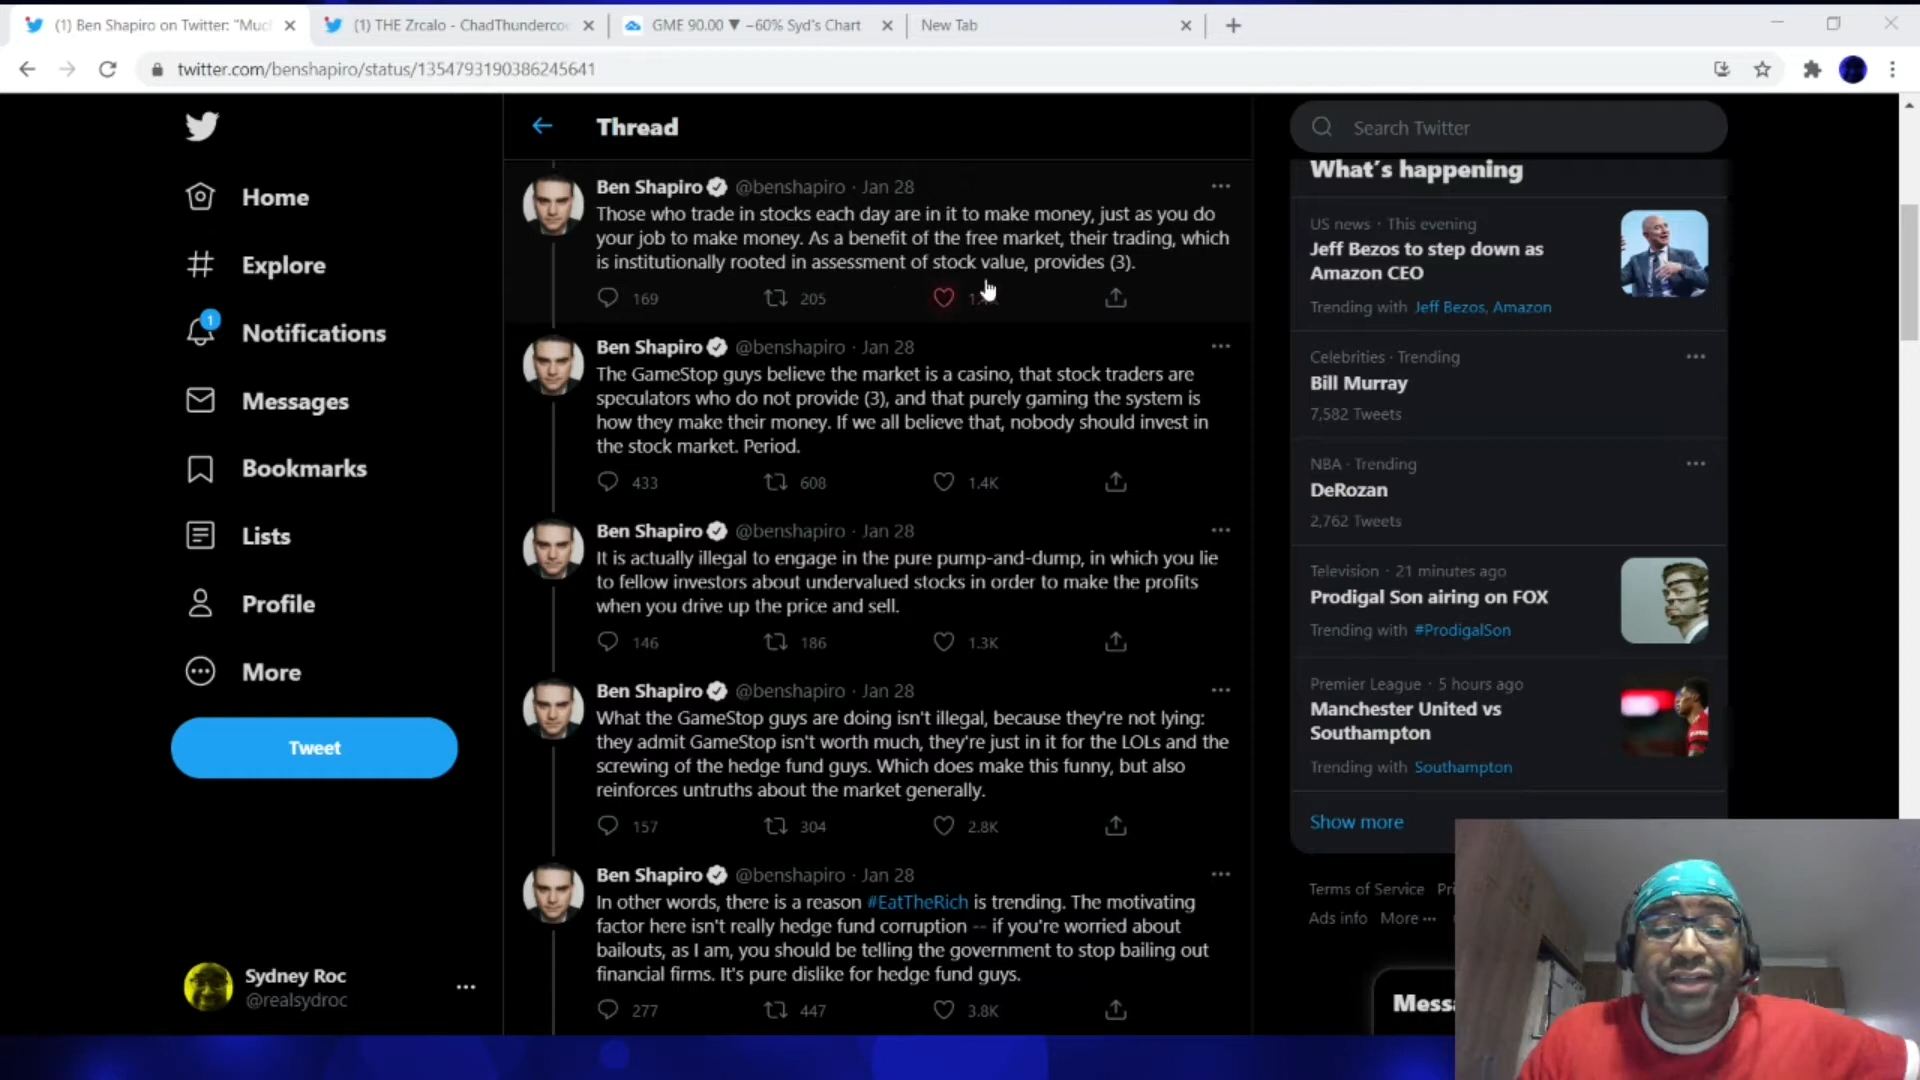 (1) Ben Shapiro on Twitter: "Muc
(1) THE Zrcalo - ChadThunderco
GME 90.00 ▼ −60% Syd's Chart
New Tab
twitter.com/benshapiro/status/1354793190386245641
Home
Explore
1
Notifications
Messages
Bookmarks
Lists
Profile
More
Tweet
Sydney Roc
@realsydroc
Thread
Ben Shapiro @benshapiro · Jan 28
Those who trade in stocks each day are in it to make money, just as you do
your job to make money. As a benefit of the free market, their trading, which
is institutionally rooted in assessment of stock value, provides (3).
169 205
Ben Shapiro @benshapiro · Jan 28
The GameStop guys believe the market is a casino, that stock traders are
speculators who do not provide (3), and that purely gaming the system is
how they make their money. If we all believe that, nobody should invest in
the stock market. Period.
433 608 1.4K
Ben Shapiro @benshapiro · Jan 28
It is actually illegal to engage in the pure pump-and-dump, in which you lie
to fellow investors about undervalued stocks in order to make the profits
when you drive up the price and sell.
146 186 1.3K
Ben Shapiro @benshapiro · Jan 28
What the GameStop guys are doing isn't illegal, because they're not lying:
they admit GameStop isn't worth much, they're just in it for the LOLs and the
screwing of the hedge fund guys. Which does make this funny, but also
reinforces untruths about the market generally.
157 304 2.8K
Ben Shapiro @benshapiro · Jan 28
In other words, there is a reason #EatTheRich is trending. The motivating
factor here isn't really hedge fund corruption -- if you're worried about
bailouts, as I am, you should be telling the government to stop bailing out
financial firms. It's pure dislike for hedge fund guys.
277 447 3.8K
Search Twitter
What's happening
US news · This evening
Jeff Bezos to step down as
Amazon CEO
Trending with Jeff Bezos, Amazon
Celebrities · Trending
Bill Murray
7,582 Tweets
NBA · Trending
DeRozan
2,762 Tweets
Television · 21 minutes ago
Prodigal Son airing on FOX
Trending with #ProdigalSon
Premier League · 5 hours ago
Manchester United vs
Southampton
Trending with Southampton
Show more
Terms of Service Pri
Ads info More
Messa